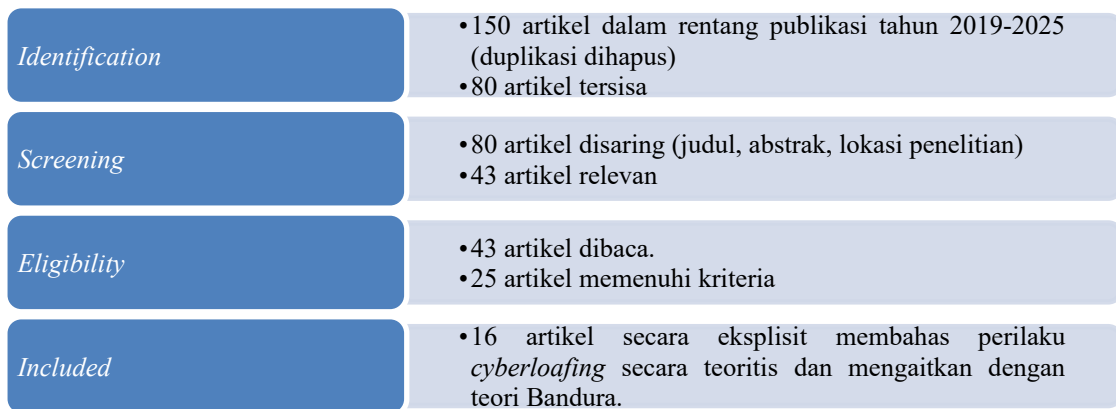 Identification
•150 artikel dalam rentang publikasi tahun 2019-2025
(duplikasi dihapus)
•80 artikel tersisa
Screening
•80 artikel disaring (judul, abstrak, lokasi penelitian)
•43 artikel relevan
Eligibility
•43 artikel dibaca.
•25 artikel memenuhi kriteria
Included
•16 artikel secara eksplisit membahas perilaku
cyberloafing secara teoritis dan mengaitkan dengan
teori Bandura.